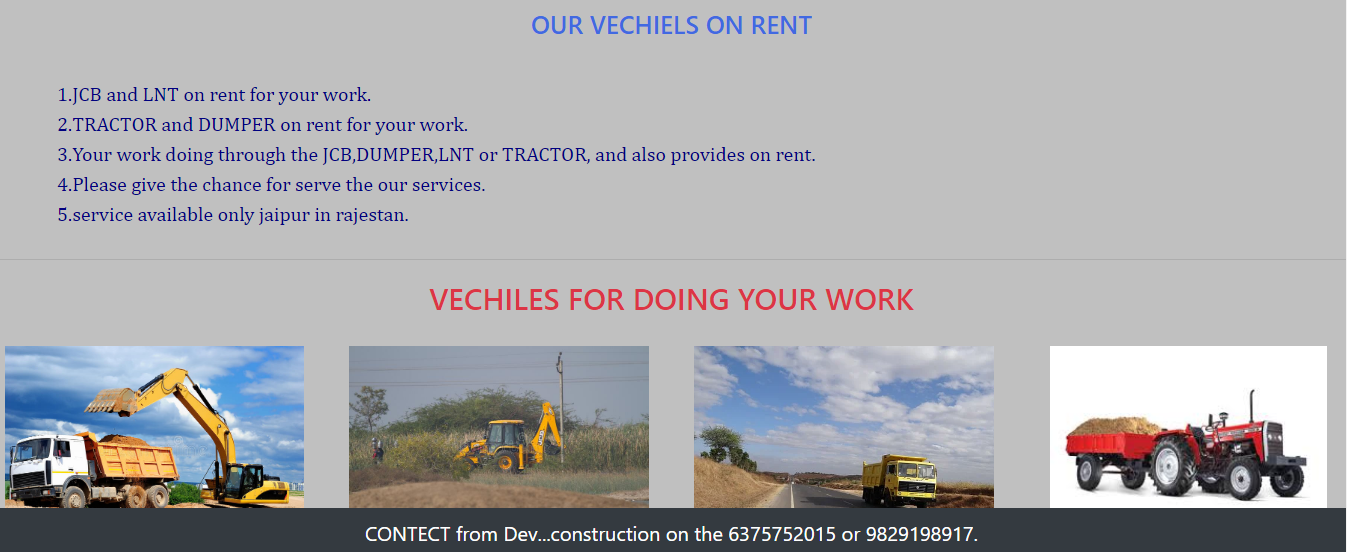 OUR VECHIELS ON RENT
1.JCB and LNT on rent for your work.
2.TRACTOR and DUMPER on rent for your work.
3.Your work doing through the JCB,DUMPER,LNT or TRACTOR, and also provides on rent.
4.Please give the chance for serve the our services.
5.service available only jaipur in rajestan.
VECHILES FOR DOING YOUR WORK
CONTECT from Dev...construction on the 6375752015 or 9829198917.